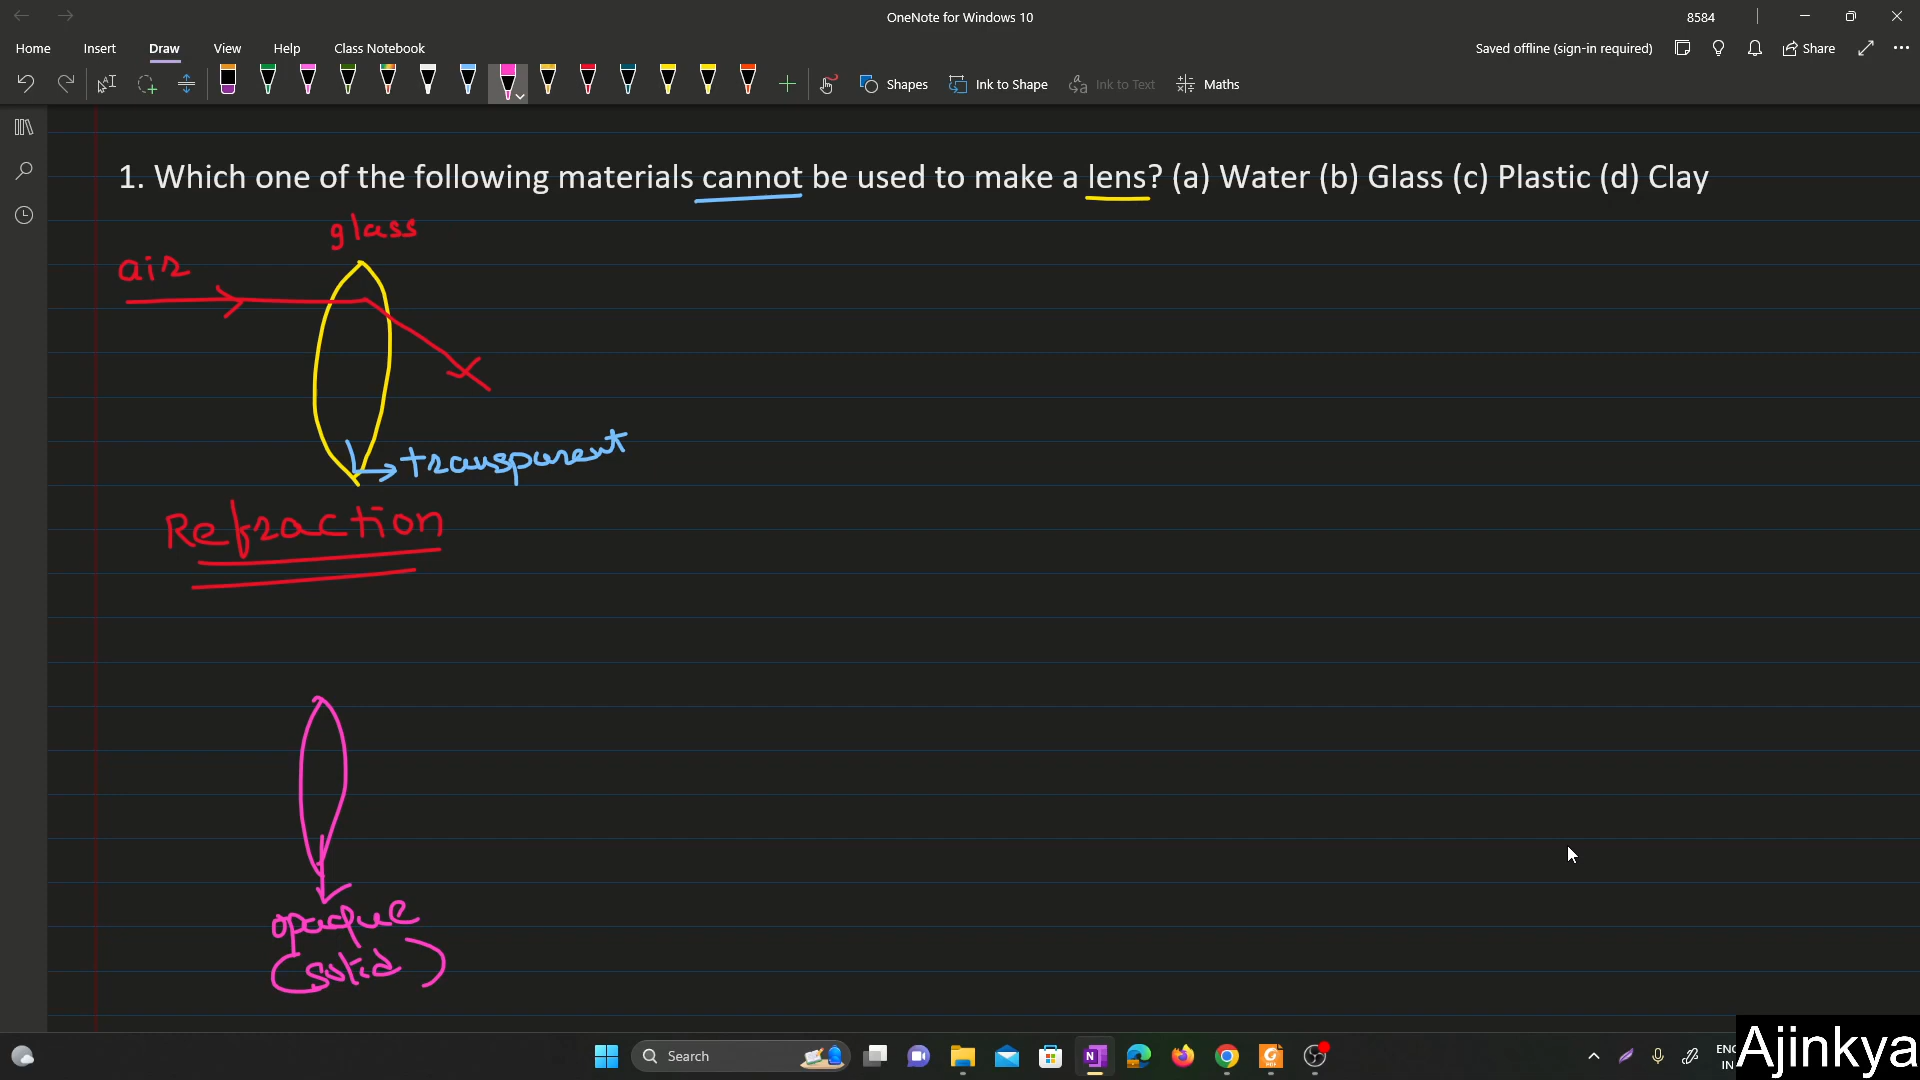 OneNote for Windows 10
8584
Home Insert Draw View Help Class Notebook
Saved offline (sign-in required)
Share
Shapes
Ink to Shape
Ink to Text
Maths
1. Which one of the following materials cannot be used to make a lens? (a) Water (b) Glass (c) Plastic (d) Clay
glass
air
transparent
Refraction
opaque
(solid)
Search
ENG
IN
Ajinkya